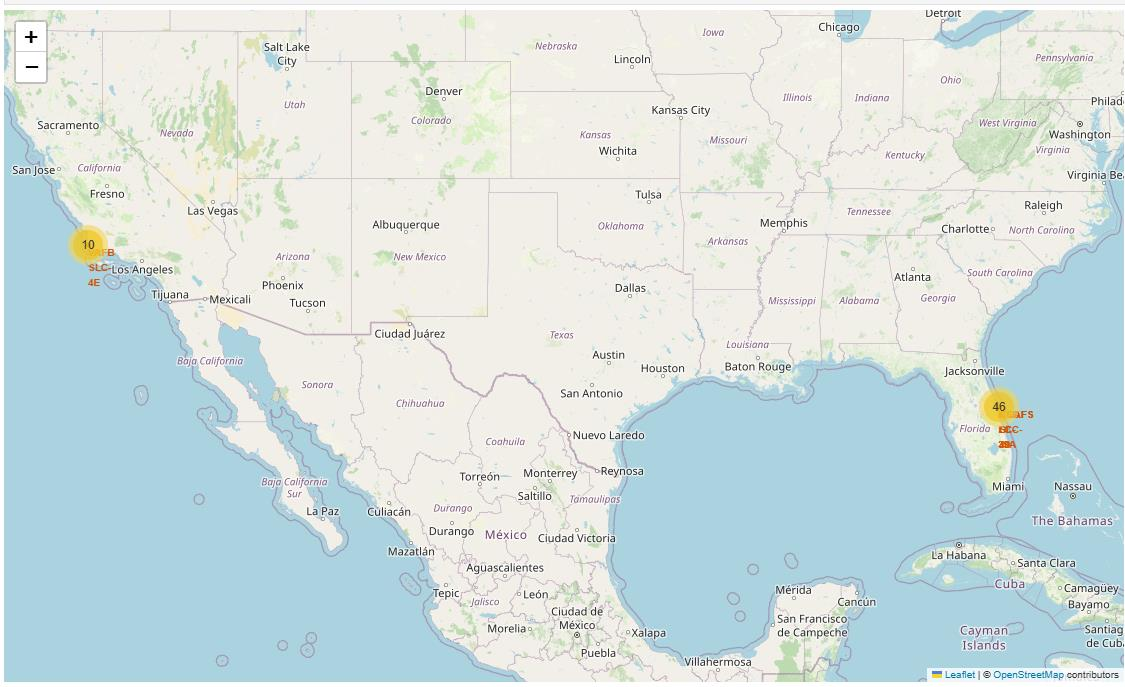 +
−
Chicago
Detroit
Iowa
Nebraska
Salt Lake
City
Lincoln
Pennsylvania
Ohio
Denver
Utah
Illinois
Indiana
Kansas City
Colorado
Sacramento
Nevada
West Virginia
Philad
Washington
Kansas
Missouri
Wichita
Virginia
Kentucky
San Jose
California
Virginia Bea
Fresno
Tulsa
Las Vegas
Raleigh
Tennessee
Albuquerque
Oklahoma
Memphis
Charlotte
North Carolina
10
AFB
SLC-
4E
Arkansas
Arizona
New Mexico
Los Angeles
South Carolina
Atlanta
Phoenix
Dallas
Tijuana
Mexicali
Tucson
Mississippi
Alabama
Georgia
Ciudad Juárez
Texas
Louisiana
Austin
Baja California
Houston
Baton Rouge
Jacksonville
Sonora
San Antonio
Chihuahua
46
AFS
Florida
Nuevo Laredo
Coahuila
Reynosa
Monterrey
Torreón
Baja California
Sur
Saltillo
Tamaulipas
Miami
Nassau
Durango
La Paz
Culiacán
The Bahamas
Durango
México
Ciudad Victoria
Mazatlán
La Habana
Santa Clara
Aguascalientes
Cuba
Camagüey
Tepic
León
Jalisco
Mérida
Cancún
Bayamo
Ciudad de
México
San Francisco
de Campeche
Morelia
Xalapa
Cayman
Islands
Santiag
de Cuba
Puebla
Villahermosa
Leaflet | © OpenStreetMap contributors